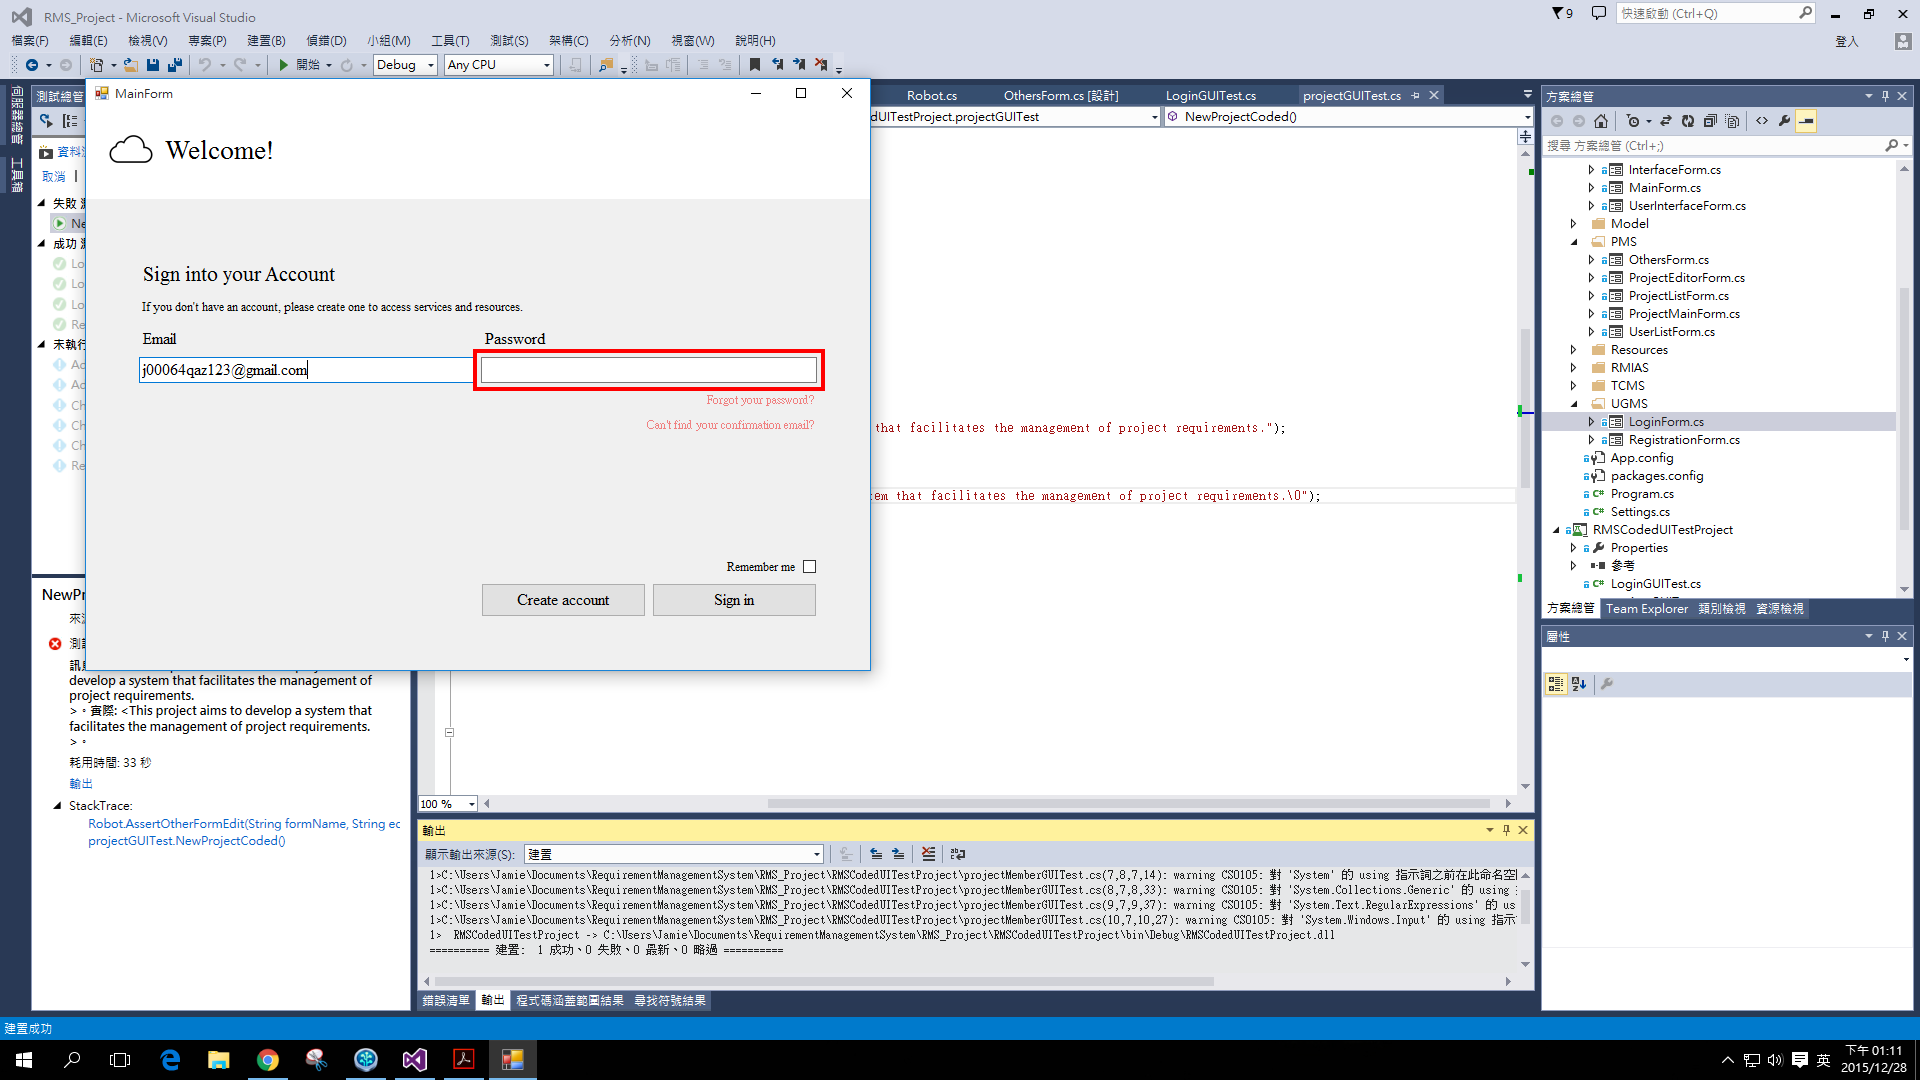 RMS_Project - Microsoft Visual Studio
9
快速啟動 (Ctrl+Q)
檔案(F) 編輯(E) 檢視(V) 專案(P) 建置(B) 偵錯(D) 小組(M) 工具(T) 測試(S) 架構(C) 分析(N) 視窗(W) 說明(H)
登入
開始 Debug Any CPU
伺服器總管
工具箱
測試總管
取消
失敗
Ne
成功 測
Lo
Lo
Lo
Re
未執行
Ac
Ac
Ch
Ch
Ch
Re
MainForm
Welcome!
Sign into your Account
If you don't have an account, please create one to access services and resources.
Email
Password
j00064qaz123@gmail.com
Forgot your password?
Can't find your confirmation email?
Remember me
Create account
Sign in
Robot.cs OthersForm.cs [設計] LoginGUITest.cs projectGUITest.cs
dUITestProject.projectGUITest
NewProjectCoded()
that facilitates the management of project requirements.");
tem that facilitates the management of project requirements.\0");
100 %
NewPr
develop a system that facilitates the management of
project requirements.
>。實際: <This project aims to develop a system that
facilitates the management of project requirements.
>。
耗用時間: 33 秒
輸出
StackTrace:
Robot.AssertOtherFormEdit(String formName, String ec
projectGUITest.NewProjectCoded()
輸出
顯示輸出來源(S): 建置
1>C:\Users\Jamie\Documents\RequirementManagementSystem\RMS_Project\RMSCodedUITestProject\projectMemberGUITest.cs(7,8,7,14): warning CS0105: 對 'System' 的 using 指示詞之前在此命名空
1>C:\Users\Jamie\Documents\RequirementManagementSystem\RMS_Project\RMSCodedUITestProject\projectMemberGUITest.cs(8,7,8,33): warning CS0105: 對 'System.Collections.Generic' 的 using
1>C:\Users\Jamie\Documents\RequirementManagementSystem\RMS_Project\RMSCodedUITestProject\projectMemberGUITest.cs(9,7,9,37): warning CS0105: 對 'System.Text.RegularExpressions' 的 us
1>C:\Users\Jamie\Documents\RequirementManagementSystem\RMS_Project\RMSCodedUITestProject\projectMemberGUITest.cs(10,7,10,27): warning CS0105: 對 'System.Windows.Input' 的 using 指示
1> RMSCodedUITestProject -> C:\Users\Jamie\Documents\RequirementManagementSystem\RMS_Project\RMSCodedUITestProject\bin\Debug\RMSCodedUITestProject.dll
========== 建置: 1 成功、0 失敗、0 最新、0 略過 ==========
錯誤清單 輸出 程式碼涵蓋範圍結果 尋找符號結果
方案總管
搜尋 方案總管 (Ctrl+;)
InterfaceForm.cs
MainForm.cs
UserInterfaceForm.cs
Model
PMS
OthersForm.cs
ProjectEditorForm.cs
ProjectListForm.cs
ProjectMainForm.cs
UserListForm.cs
Resources
RMIAS
TCMS
UGMS
LoginForm.cs
RegistrationForm.cs
App.config
packages.config
Program.cs
Settings.cs
RMSCodedUITestProject
Properties
參考
LoginGUITest.cs
方案總管 Team Explorer 類別檢視 資源檢視
屬性
建置成功
英
下午 01:11
2015/12/28